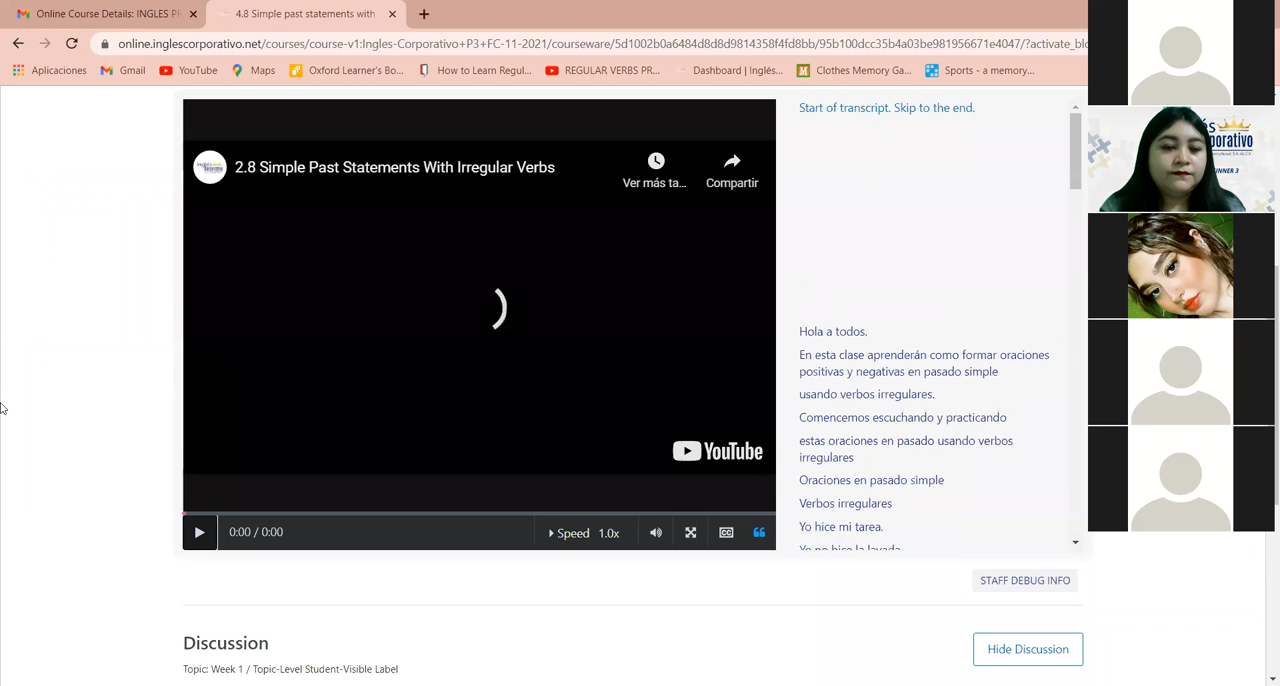 Online Course Details: INGLES PR
4.8 Simple past statements with
online.inglescorporativo.net/courses/course-v1:Ingles-Corporativo+P3+FC-11-2021/courseware/5d1002b0a6484d8d8d9814358f4fd8bb/95b100dcc35b4a03be981956671e4047/?activate_blo
Aplicaciones Gmail YouTube Maps Oxford Learner's Bo... How to Learn Regul... REGULAR VERBS PR... Dashboard | Inglés... Clothes Memory Ga... Sports - a memory...
2.8 Simple Past Statements With Irregular Verbs
Ver más ta... Compartir
YouTube
0:00 / 0:00 Speed 1.0x
Start of transcript. Skip to the end.
Hola a todos.
En esta clase aprenderán como formar oraciones
positivas y negativas en pasado simple
usando verbos irregulares.
Comencemos escuchando y practicando
estas oraciones en pasado usando verbos
irregulares
Oraciones en pasado simple
Verbos irregulares
Yo hice mi tarea.
Yo no hice la lavada
STAFF DEBUG INFO
Discussion
Hide Discussion
Topic: Week 1 / Topic-Level Student-Visible Label